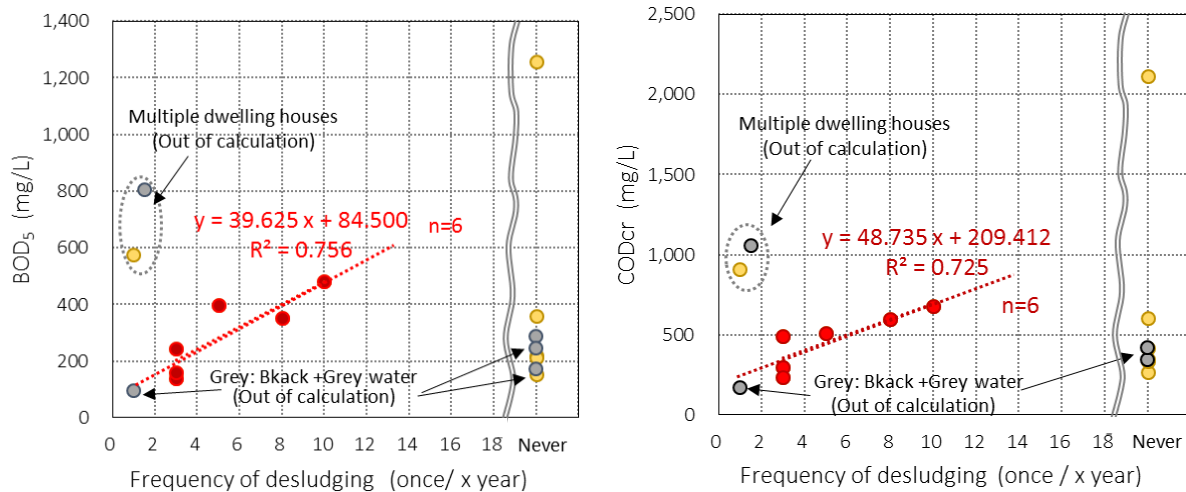 1,400
1,200
1,000
800
600
400
200
0
BOD5 (mg/L)
Multiple dwelling houses
(Out of calculation)
y = 39.625 x + 84.500
n=6
R² = 0.756
Grey: Bkack +Grey water
(Out of calculation)
0 2 4 6 8 10 12 14 16 18 Never
Frequency of desludging (once/ x year)
2,500
2,000
1,500
1,000
500
0
CODcr (mg/L)
Multiple dwelling houses
(Out of calculation)
y = 48.735 x + 209.412
R² = 0.725
n=6
Grey: Bkack +Grey water
(Out of calculation)
0 2 4 6 8 10 12 14 16 18 Never
Frequency of desludging (once / x year)